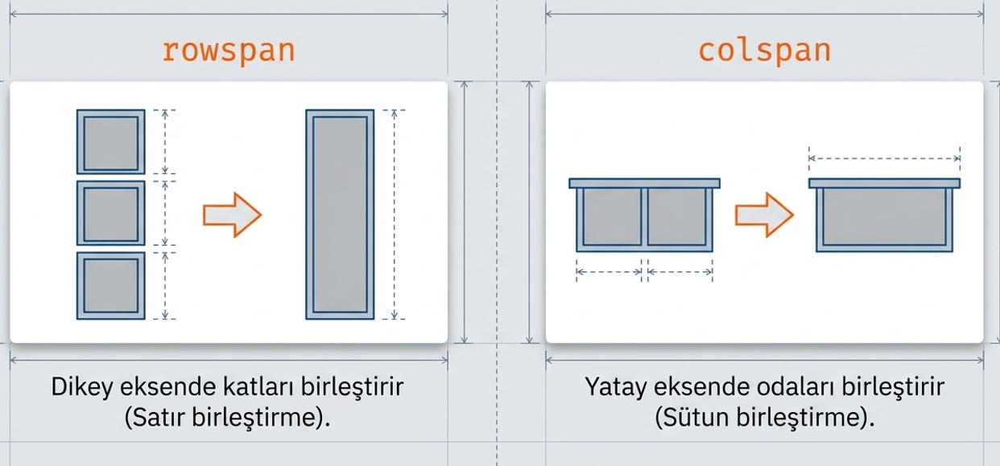 rowspan
colspan
Dikey eksende katları birleştirir
(Satır birleştirme).
Yatay eksende odaları birleştirir
(Sütun birleştirme).